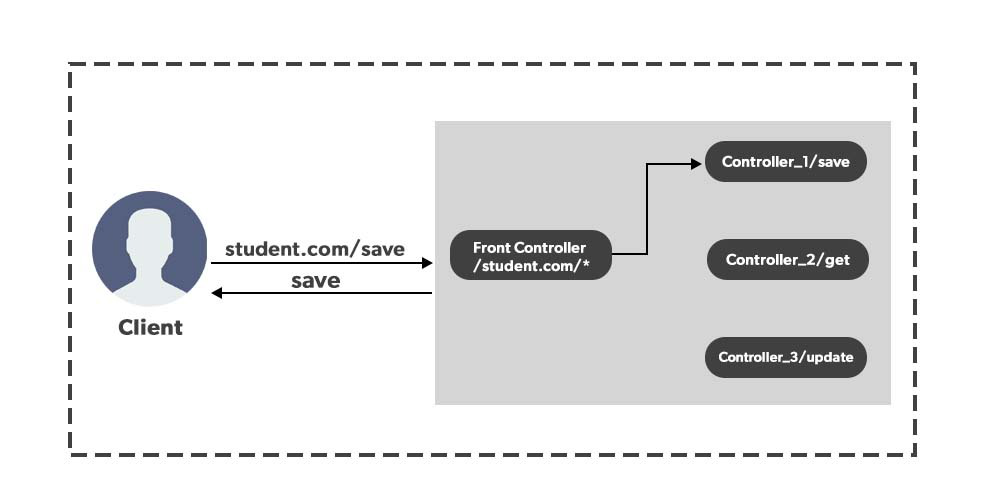 student.com/save
save
Client
Front Controller
/student.com/*
Controller_1/save
Controller_2/get
Controller_3/update